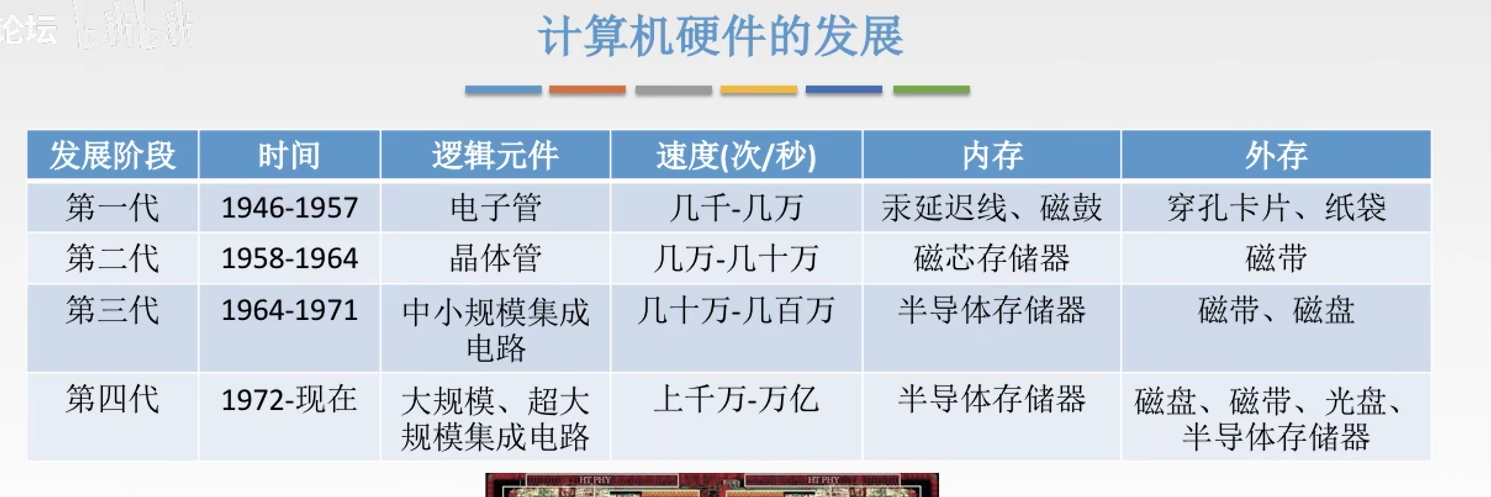 论坛 bilibili
计算机硬件的发展
发展阶段 时间 逻辑元件 速度(次/秒) 内存 外存
第一代 1946-1957 电子管 几千-几万 汞延迟线、磁鼓 穿孔卡片、纸袋
第二代 1958-1964 晶体管 几万-几十万 磁芯存储器 磁带
第三代 1964-1971 中小规模集成 几十万-几百万 半导体存储器 磁带、磁盘
电路
第四代 1972-现在 大规模、超大 上千万-万亿 半导体存储器 磁盘、磁带、光盘、
规模集成电路 半导体存储器
HT PHY HT PHY